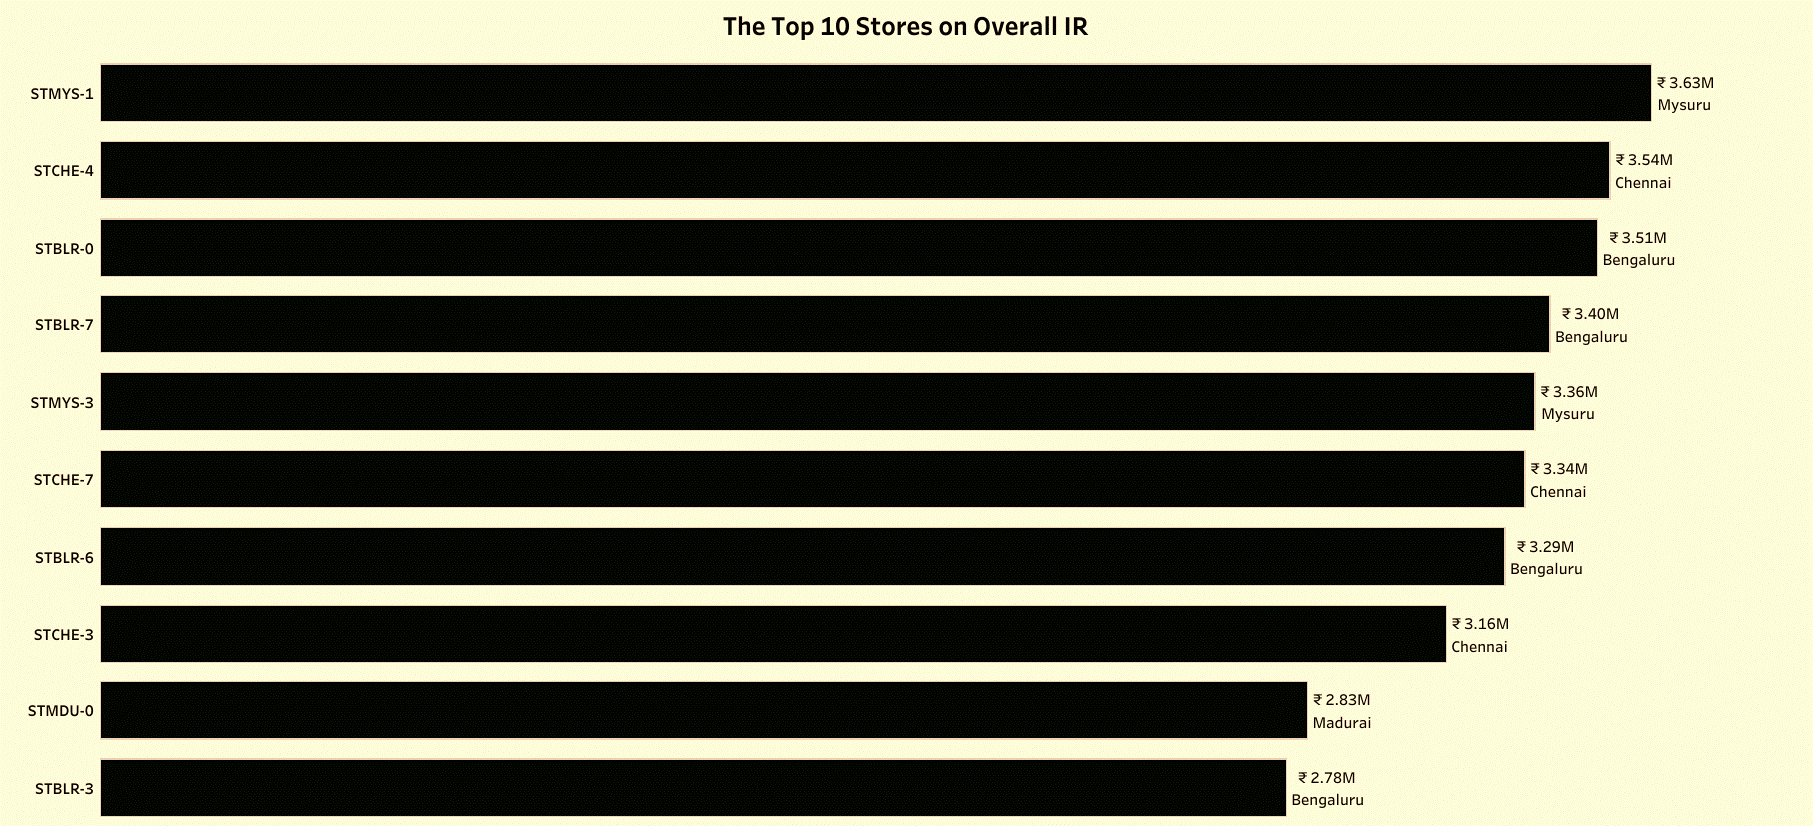 The Top 10 Stores on Overall IR
STMYS-1
₹ 3.63M
Mysuru
STCHE-4
₹ 3.54M
Chennai
STBLR-0
₹ 3.51M
Bengaluru
STBLR-7
₹ 3.40M
Bengaluru
STMYS-3
₹ 3.36M
Mysuru
STCHE-7
₹ 3.34M
Chennai
STBLR-6
₹ 3.29M
Bengaluru
STCHE-3
₹ 3.16M
Chennai
STMDU-0
₹ 2.83M
Madurai
STBLR-3
₹ 2.78M
Bengaluru